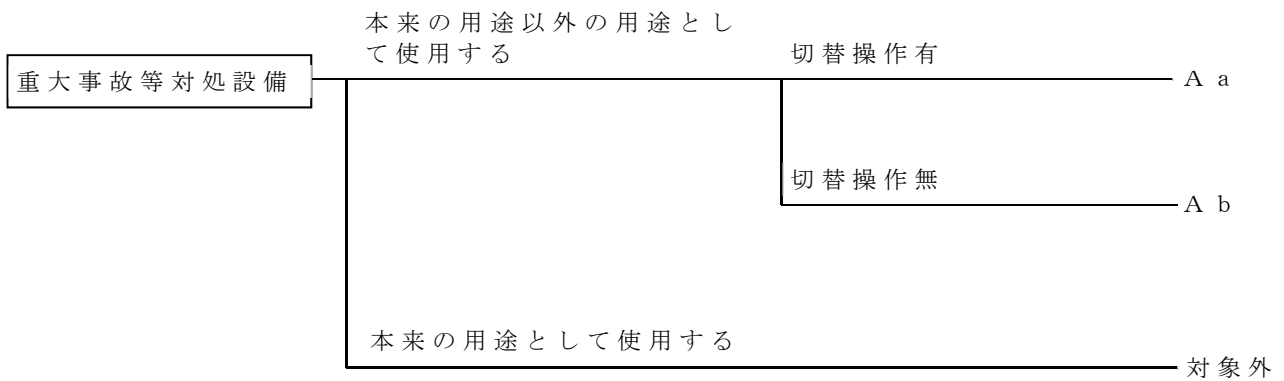 本来の用途以外の用途とし
て使用する
切替操作有
重大事故等対処設備
Ａａ
切替操作無
Ａｂ
本来の用途として使用する
対象外